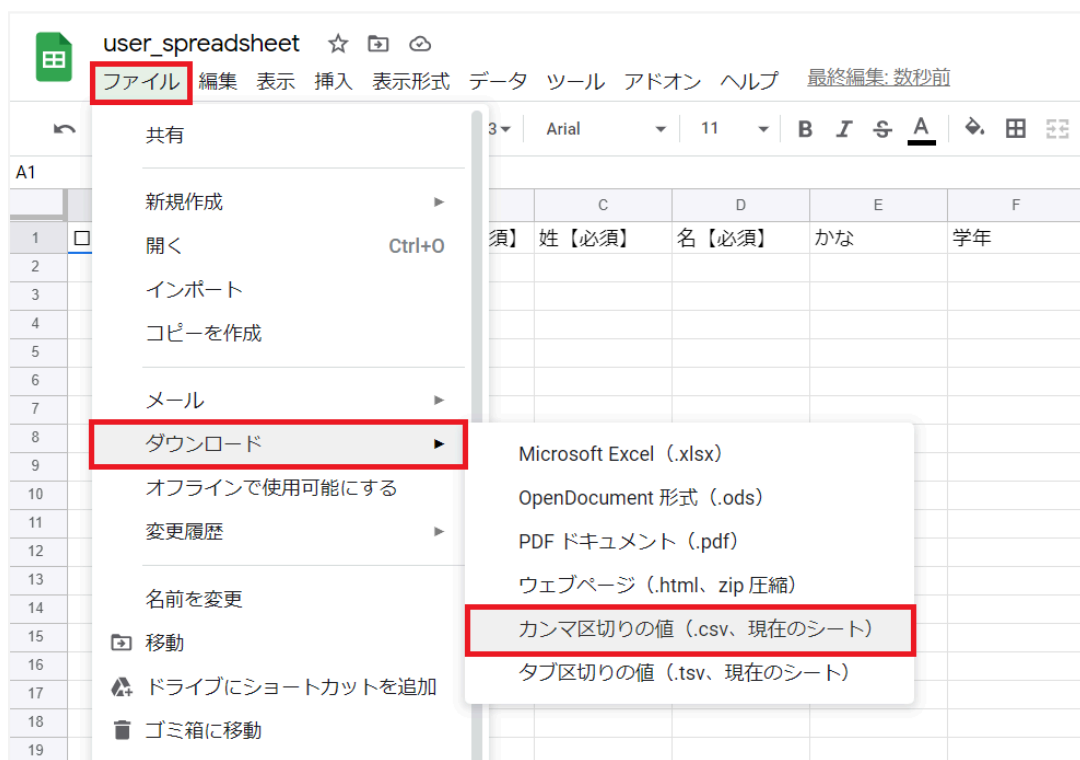 user_spreadsheet
ファイル 編集 表示 挿入 表示形式 データ ツール アドオン ヘルプ 最終編集: 数秒前
Arial 11 B I S A
A1
C D E F
1 須】 姓【必須】 名【必須】 かな 学年
2
3
4
5
6
7
8
9
10
11
12
13
14
15
16
17
18
19
共有
新規作成
開く Ctrl+O
インポート
コピーを作成
メール
ダウンロード
オフラインで使用可能にする
変更履歴
名前を変更
移動
ドライブにショートカットを追加
ゴミ箱に移動
Microsoft Excel（.xlsx）
OpenDocument 形式（.ods）
PDF ドキュメント（.pdf）
ウェブページ（.html、zip 圧縮）
カンマ区切りの値（.csv、現在のシート）
タブ区切りの値（.tsv、現在のシート）